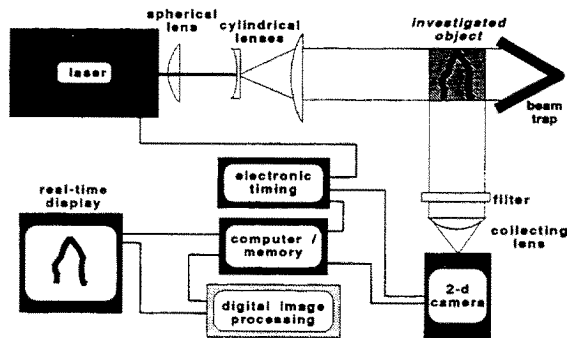 spherical
lens
cylindrical
lenses
investigated
object
laser
beam
trap
electronic
timing
filter
real-time
display
collecting
lens
computer /
memory
2-d
camera
digital image
processing